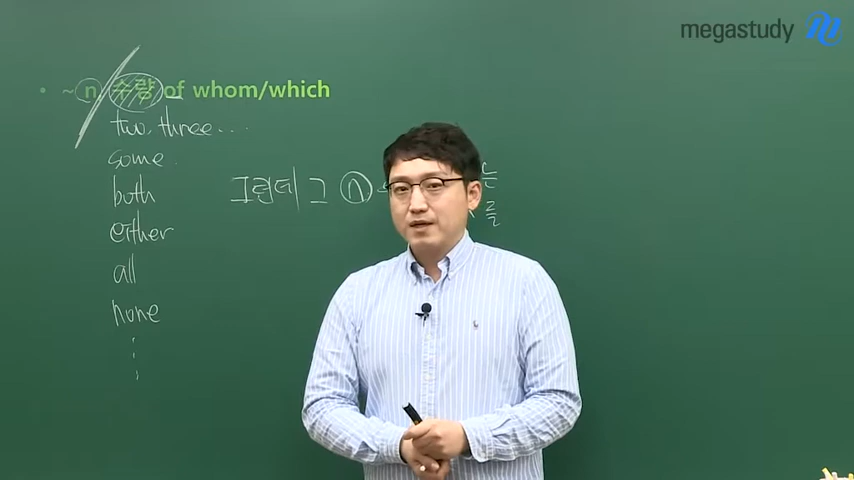 megastudy
• ~ n, 수량 of whom/which
two, three...
some.
both
either
all
none
그런데 그 n